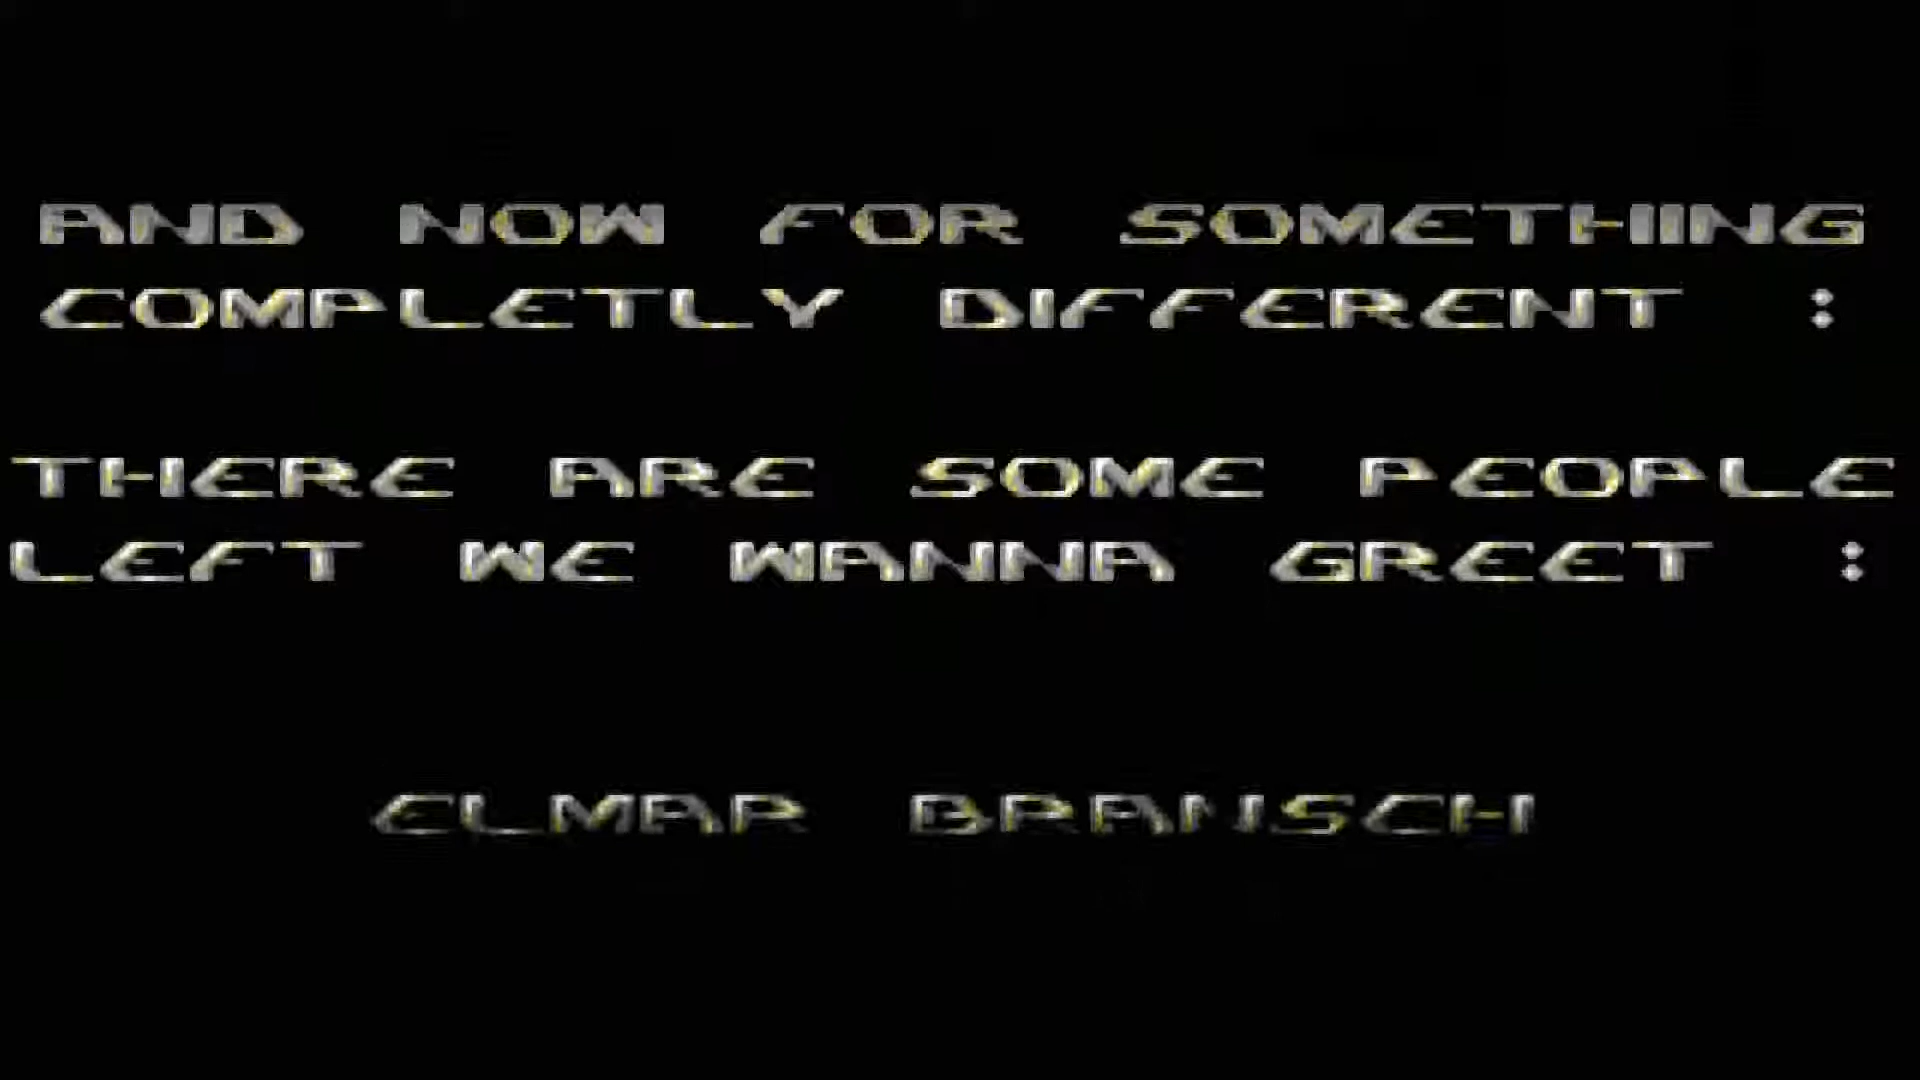 AND NOW FOR SOMETHING
COMPLETLY DIFFERENT :
THERE ARE SOME PEOPLE
LEFT WE WANNA GREET :
ELMAR BRANSCH